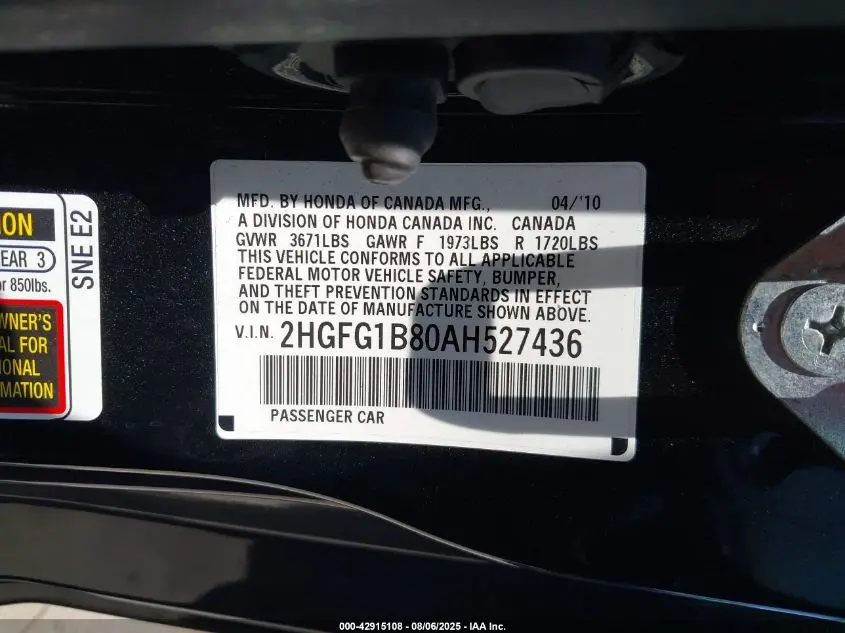 MFD. BY HONDA OF CANADA MFG., 04/'10
A DIVISION OF HONDA CANADA INC. CANADA
GVWR 3671LBS GAWR F 1973LBS R 1720LBS
THIS VEHICLE CONFORMS TO ALL APPLICABLE
FEDERAL MOTOR VEHICLE SAFETY, BUMPER,
AND THEFT PREVENTION STANDARDS IN EFFECT
ON THE DATE OF MANUFACTURE SHOWN ABOVE.
V.I.N. 2HGFG1B80AH527436
PASSENGER CAR
ION
EAR 3
r 850lbs.
WNER'S
AL FOR
IONAL
MATION
SNE E2
000-42915108 - 08/06/2025 - IAA Inc.